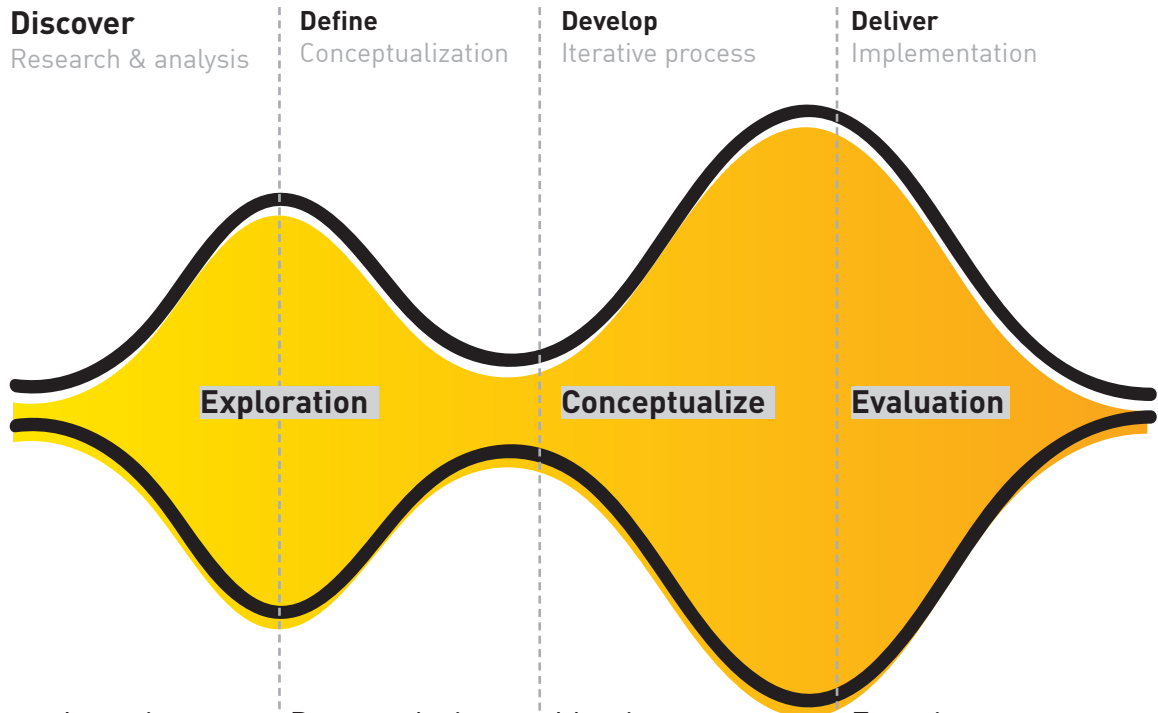 Discover
Research & analysis
Define
Conceptualization
Develop
Iterative process
Deliver
Implementation
Exploration
Conceptualize
Evaluation